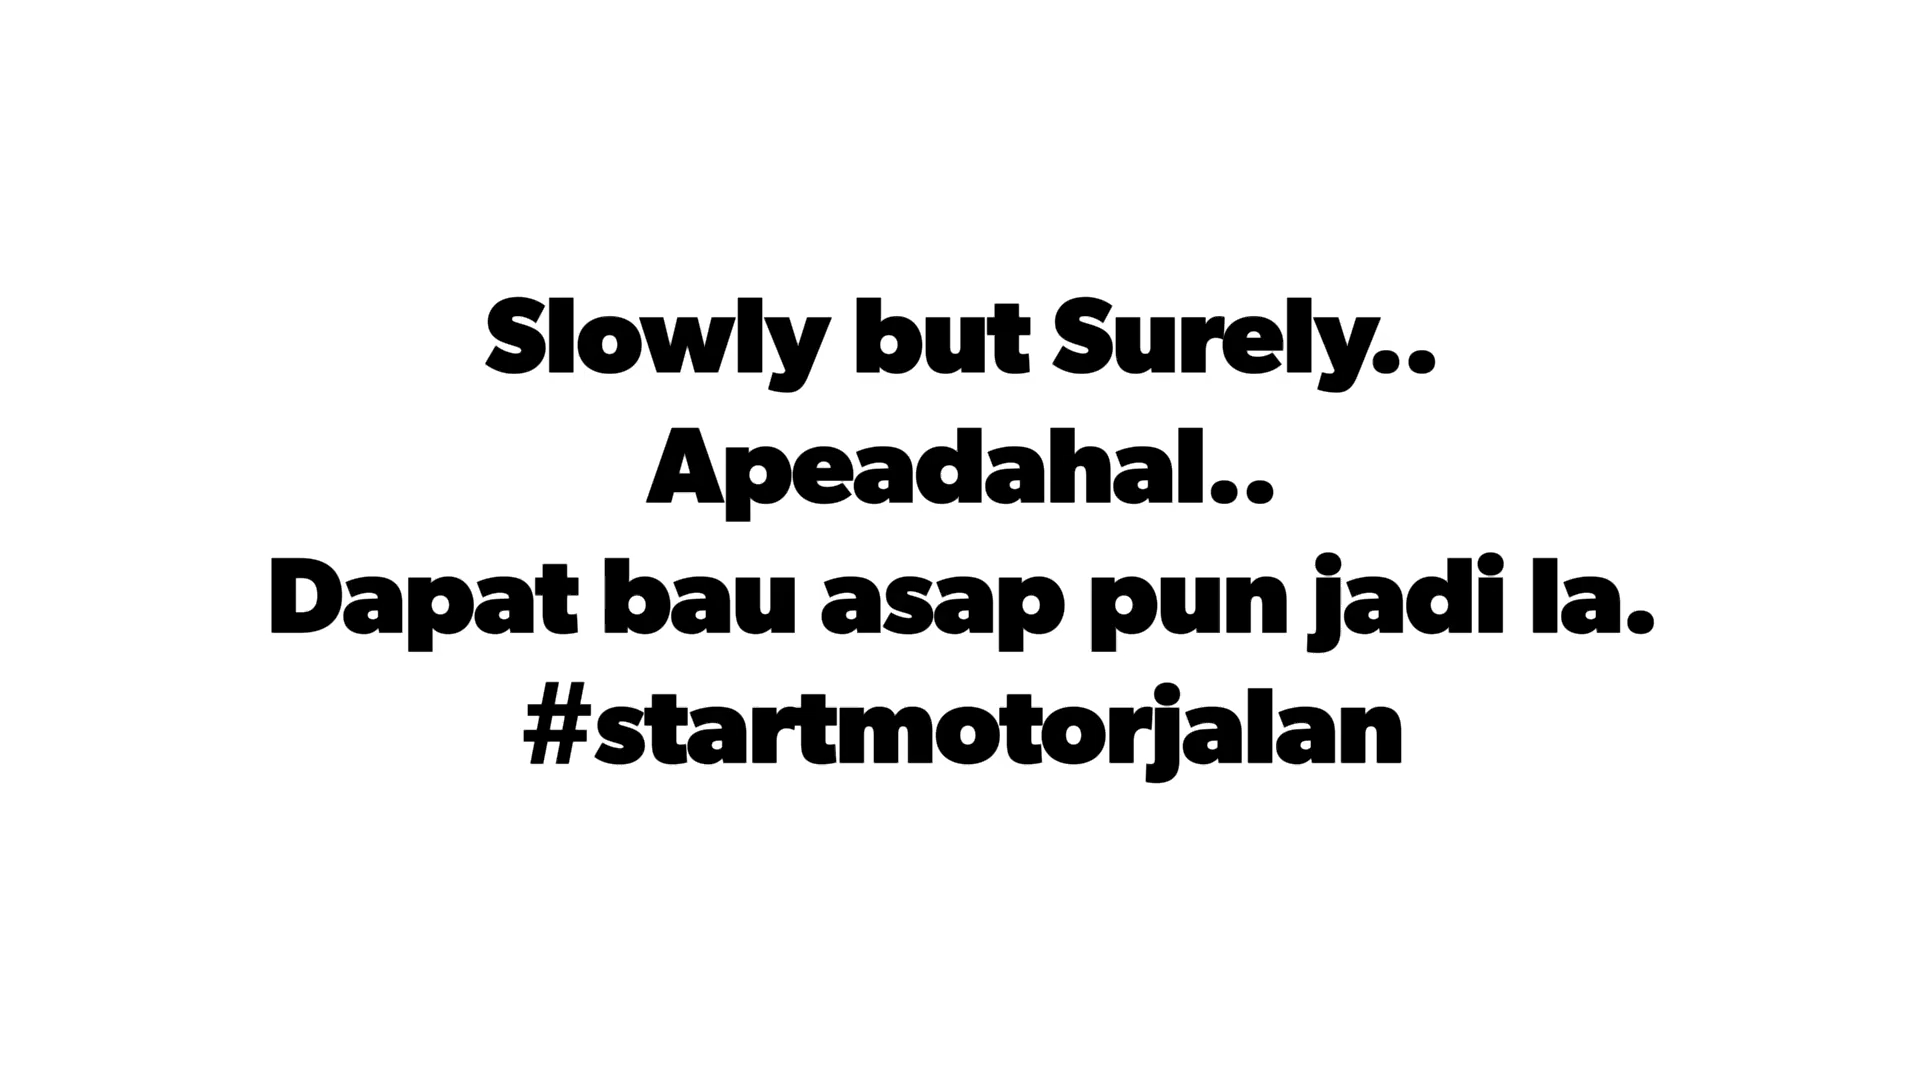 Slowly but Surely..
Apeadahal..
Dapat bau asap pun jadi la.
#startmotorjalan